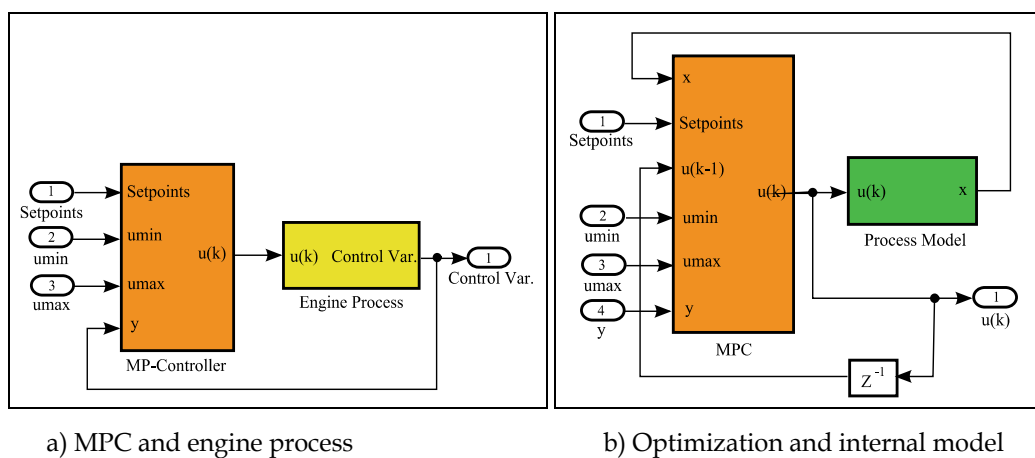 1
Setpoints
2
umin
3
umax
Setpoints
umin
umax
y
u(k)
MP-Controller
u(k) Control Var.
Engine Process
1
Control Var.
a) MPC and engine process
1
Setpoints
2
umin
3
umax
4
y
x
Setpoints
u(k-1)
umin
umax
y
u(k)
MPC
u(k) x
Process Model
1
u(k)
Z^-1
b) Optimization and internal model